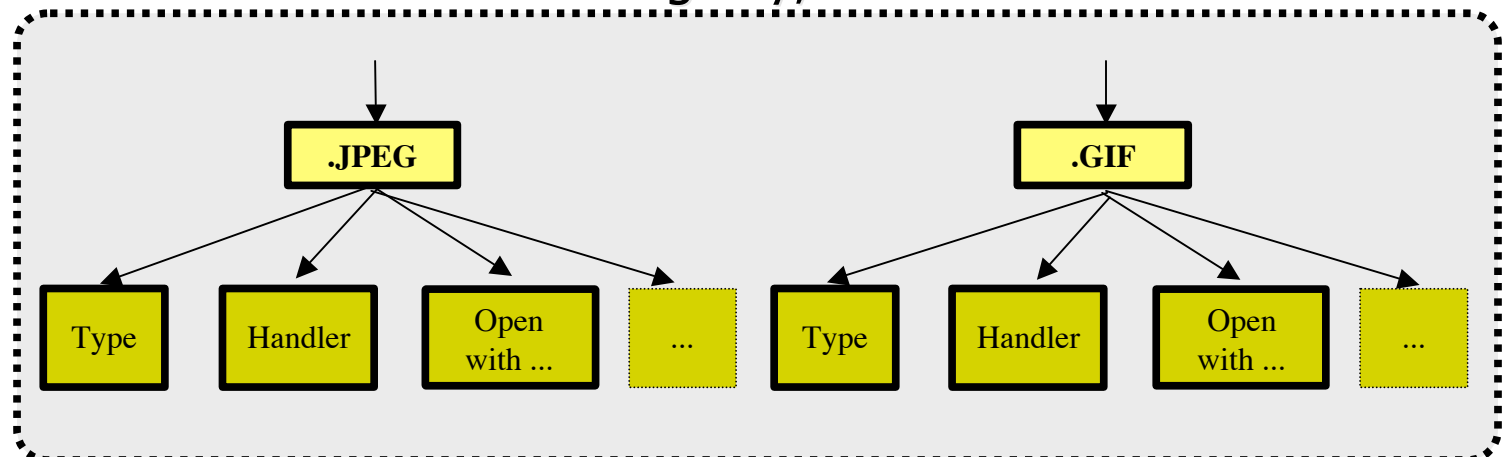 .JPEG
.GIF
Type
Handler
Open
with ...
...
Type
Handler
Open
with ...
...